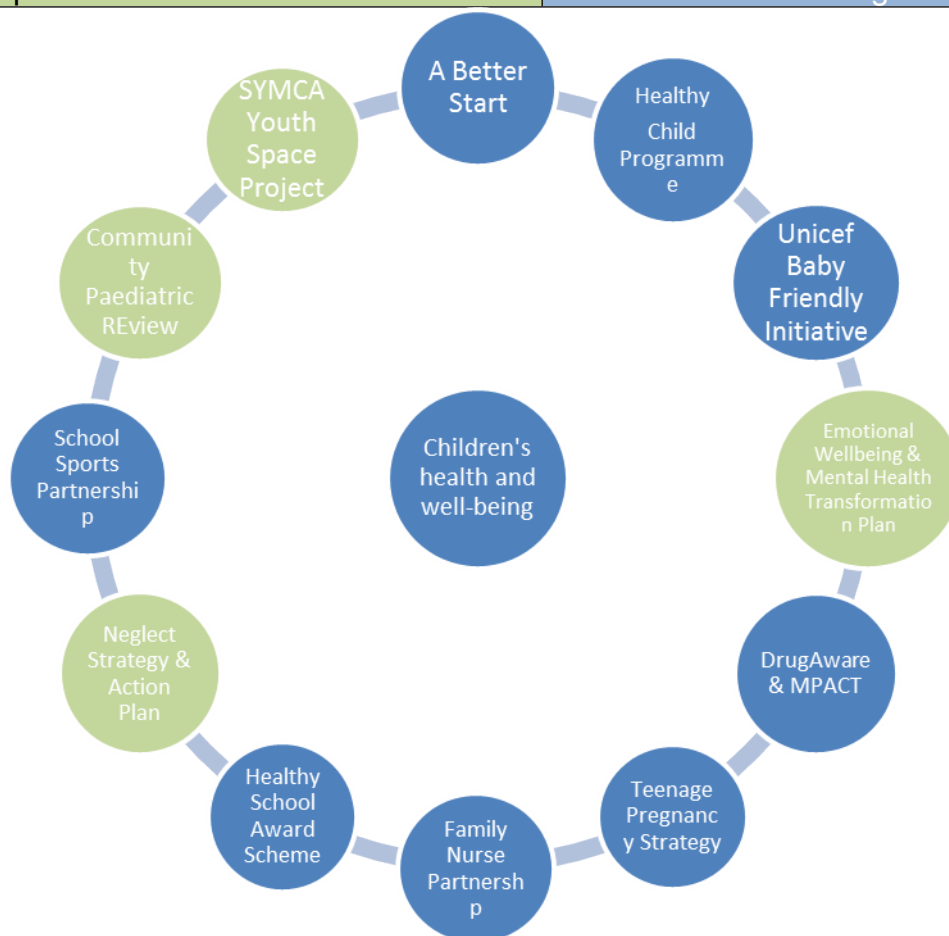 A Better
Start
Healthy
Child
Programm
e
Unicef
Baby
Friendly
Initiative
Emotional
Wellbeing &
Mental Health
Transformatio
n Plan
DrugAware
& MPACT
Teenage
Pregnanc
y Strategy
Family
Nurse
Partnersh
p
Healthy
School
Award
Scheme
Neglect
Strategy &
Action
Plan
School
Sports
Partnershi
p
Communi
ty
Paediatric
REview
SYMCA
Youth
Space
Project
Children's
health and
well-being